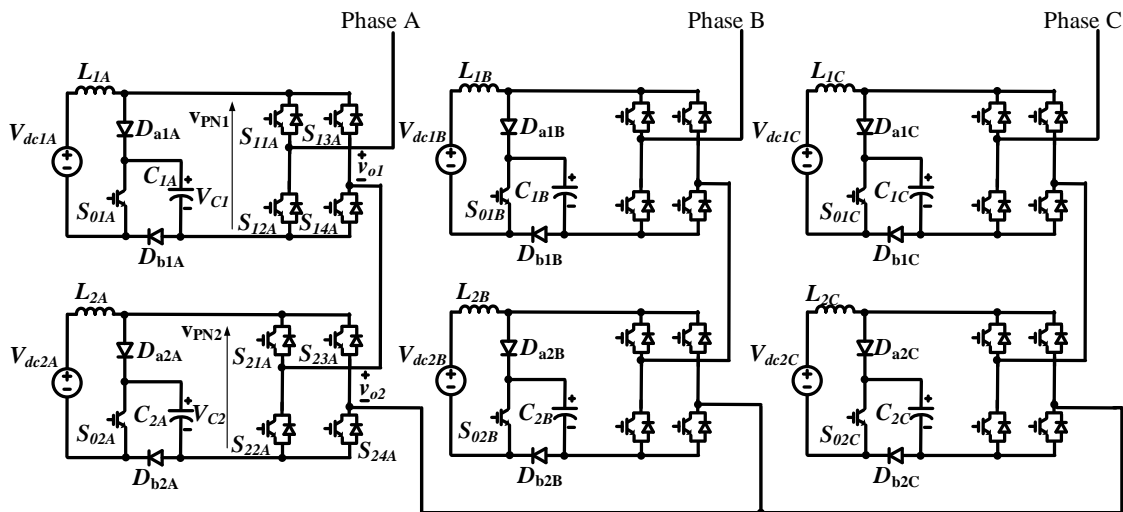 Phase A
Phase B
Phase C
L1A
L1B
L1C
Vdc1A
Da1A
vPN1
S11A
S13A
C1A
VC1
vo1
S01A
S12A
S14A
Db1A
Vdc1B
Da1B
C1B
S01B
Db1B
Vdc1C
Da1C
C1C
S01C
Db1C
L2A
L2B
L2C
Vdc2A
Da2A
vPN2
S21A
S23A
C2A
VC2
vo2
S02A
S22A
S24A
Db2A
Vdc2B
Da2B
C2B
S02B
Db2B
Vdc2C
Da2C
C2C
S02C
Db2C